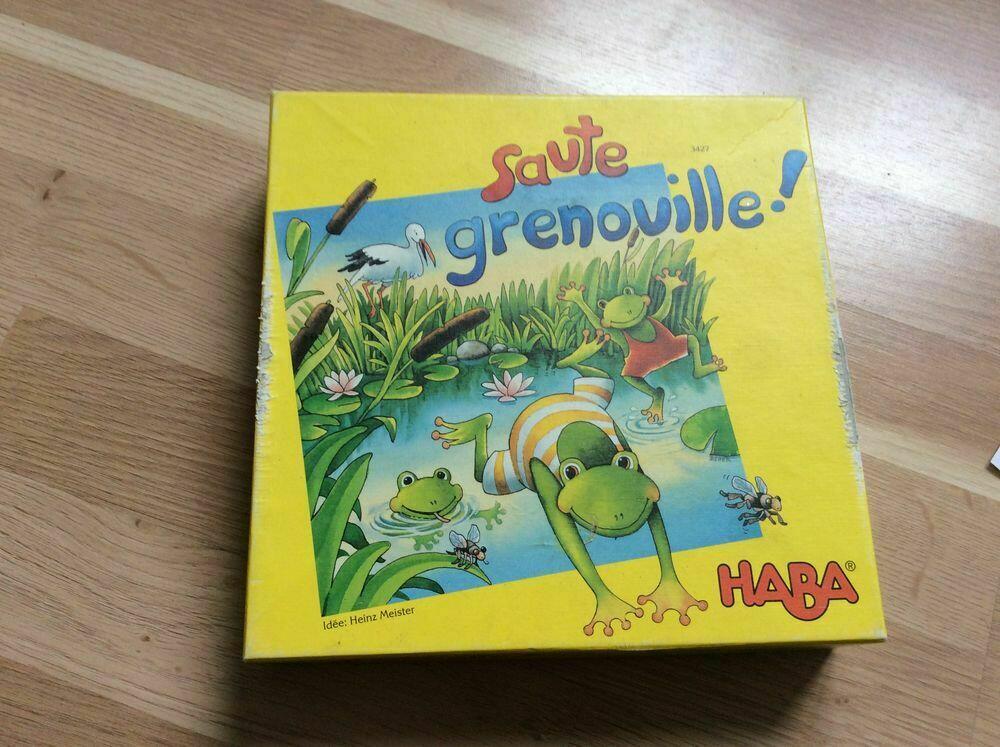 saute
3427
grenouille!
HABA®
Idée: Heinz Meister